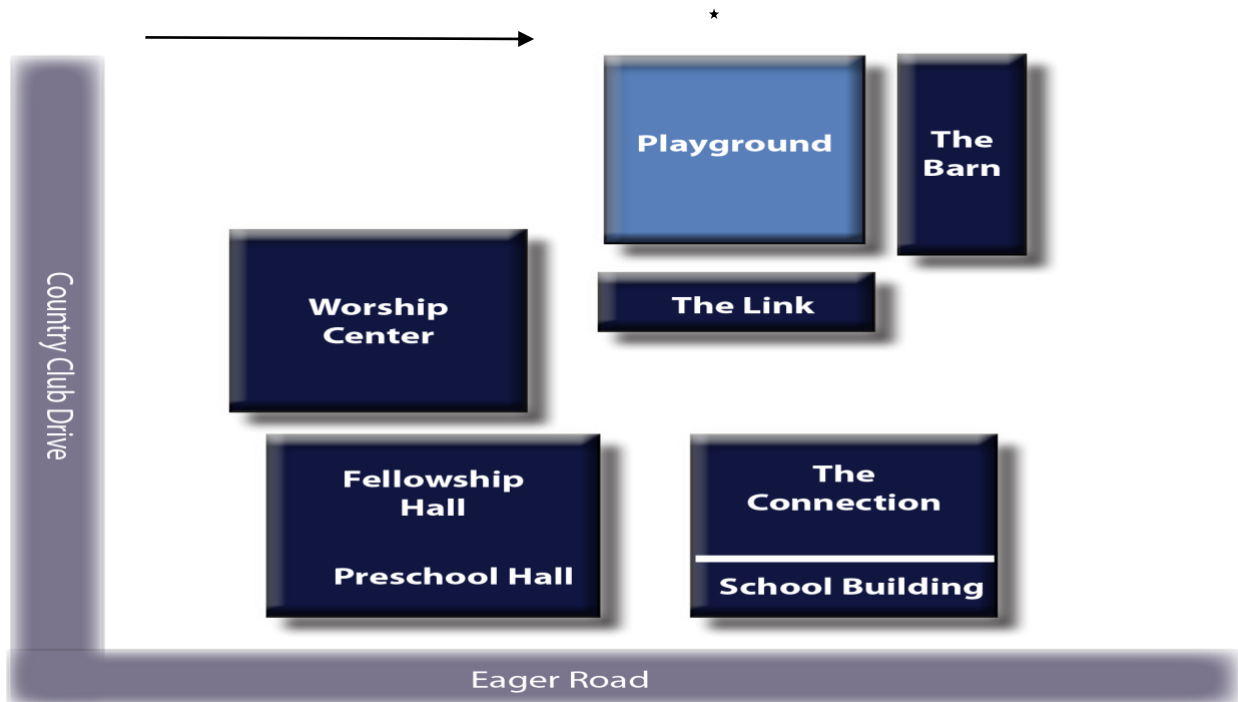 Playground
The
Barn
Country Club Drive
Worship
Center
The Link
Fellowship
Hall
Preschool Hall
The
Connection
School Building
Eager Road